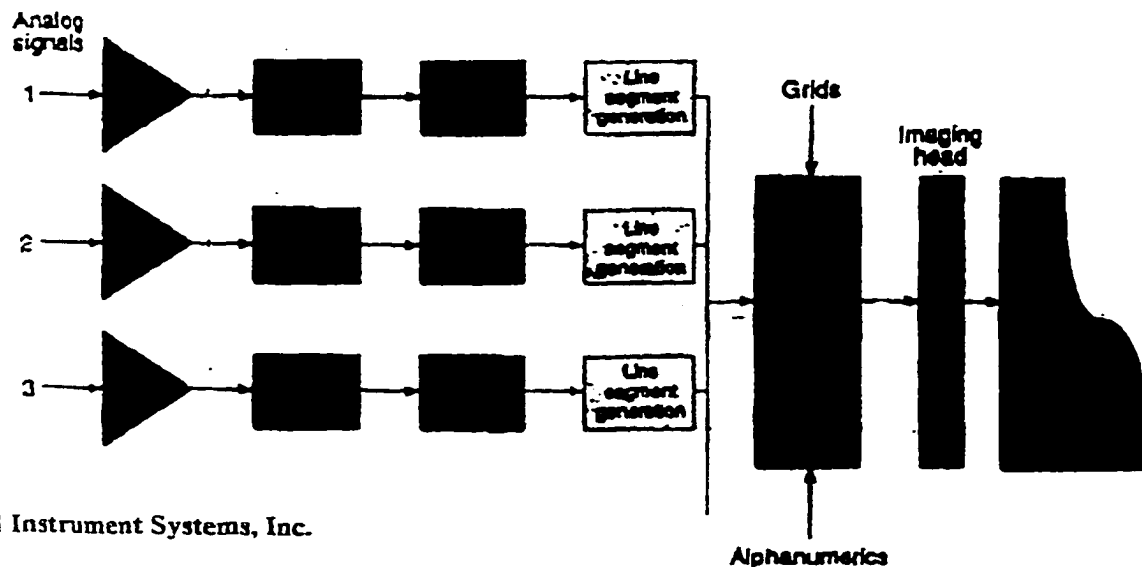 Analog
signals
1
Line
segment
generation
Grids
Imaging
head
2
Line
segment
generation
3
Line
segment
generation
Instrument Systems, Inc.
Alphanumerics